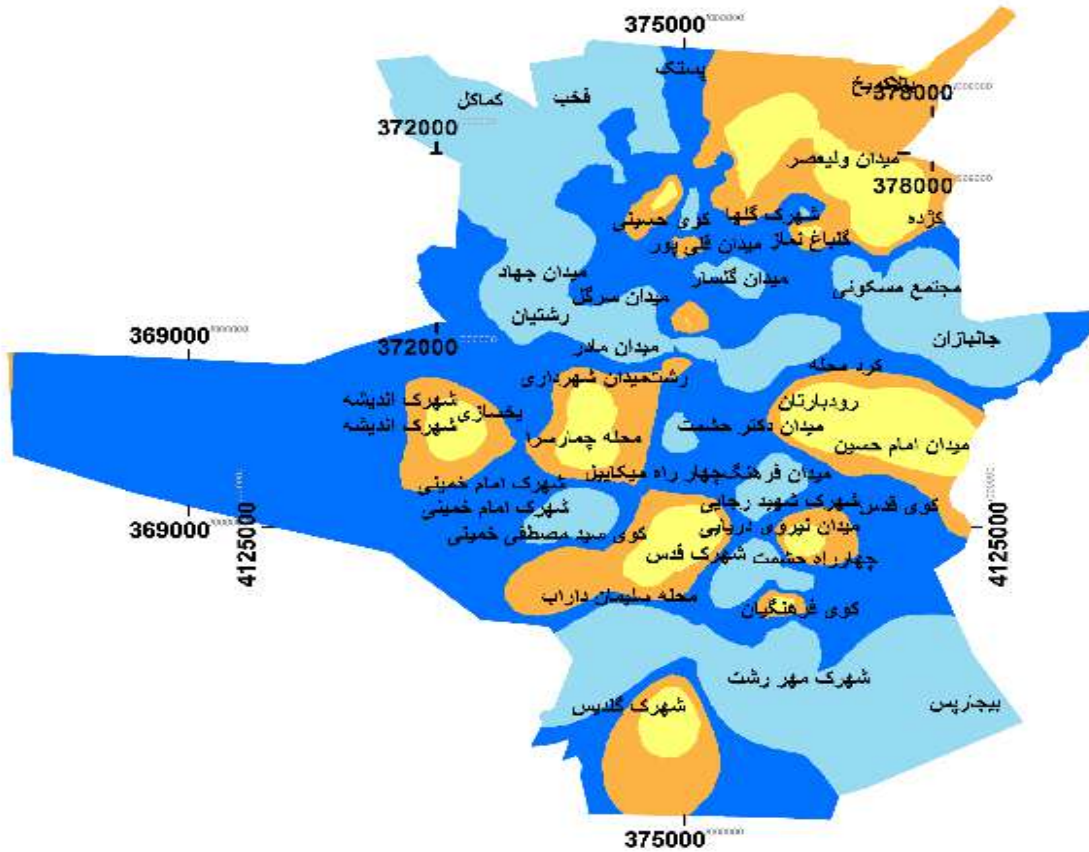 375000
پستک
فخب
کماکل
378000
372000
میدان ولیعصر
378000
کژده
شهرک گلها
کوی حسینی
گلباغ نماز
میدان قلی پور
میدان گلسار
میدان جهاد
مجتمع مسکونی
میدان سرگل
رشتیان
جانبازان
369000
372000
میدان مادر
کرد محله
رشت
میدان شهرداری
شهرک اندیشه
یخسازی
رودبارتان
شهرک اندیشه
میدان دکتر حشمت
محله چمارسرا
میدان امام حسین
میدان فرهنگ
چهار راه میکاییل
شهرک امام خمینی
کوی قدس
شهرک شهید رجایی
شهرک امام خمینی
369000
4125000
4125000
میدان نیروی دریایی
کوی سید مصطفی خمینی
شهرک قدس
چهارراه حشمت
محله سلیمان داراب
کوی فرهنگیان
شهرک مهر رشت
بیجارپس
شهرک گلدیس
375000